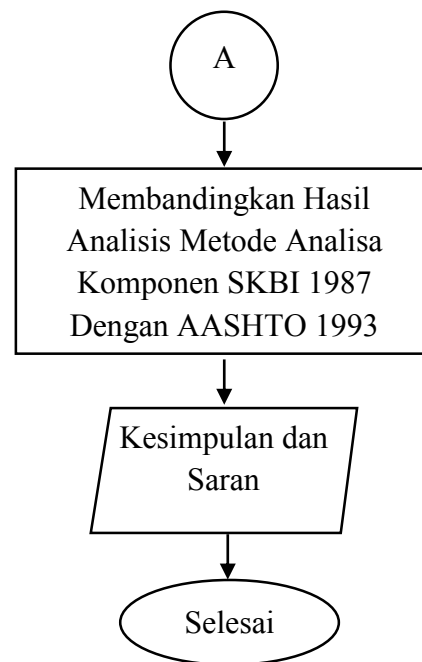 A
Membandingkan Hasil
Analisis Metode Analisa
Komponen SKBI 1987
Dengan AASHTO 1993
Kesimpulan dan
Saran
Selesai